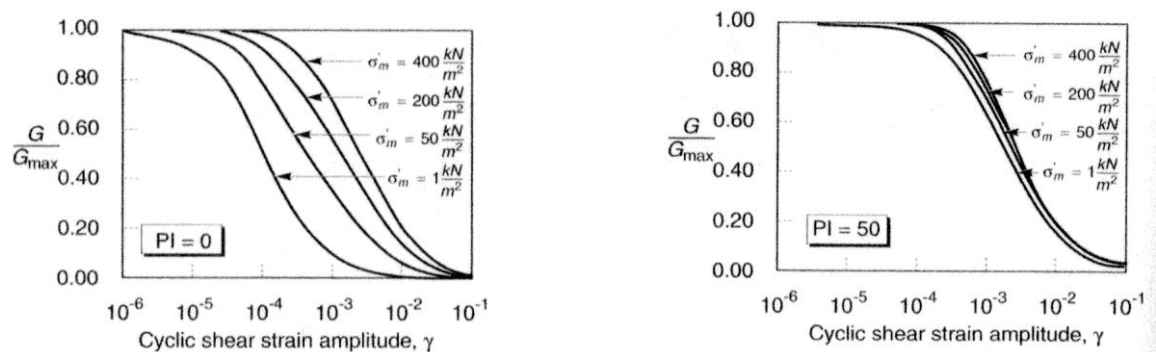 1.00
0.80
0.60
0.40
0.20
0.00
G
Gmax
σ'm = 400 kN/m²
σ'm = 200 kN/m²
σ'm = 50 kN/m²
σ'm = 1 kN/m²
PI = 0
10⁻⁶ 10⁻⁵ 10⁻⁴ 10⁻³ 10⁻² 10⁻¹
Cyclic shear strain amplitude, γ
1.00
0.80
0.60
0.40
0.20
0.00
G
Gmax
σ'm = 400 kN/m²
σ'm = 200 kN/m²
σ'm = 50 kN/m²
σ'm = 1 kN/m²
PI = 50
10⁻⁶ 10⁻⁵ 10⁻⁴ 10⁻³ 10⁻² 10⁻¹
Cyclic shear strain amplitude, γ